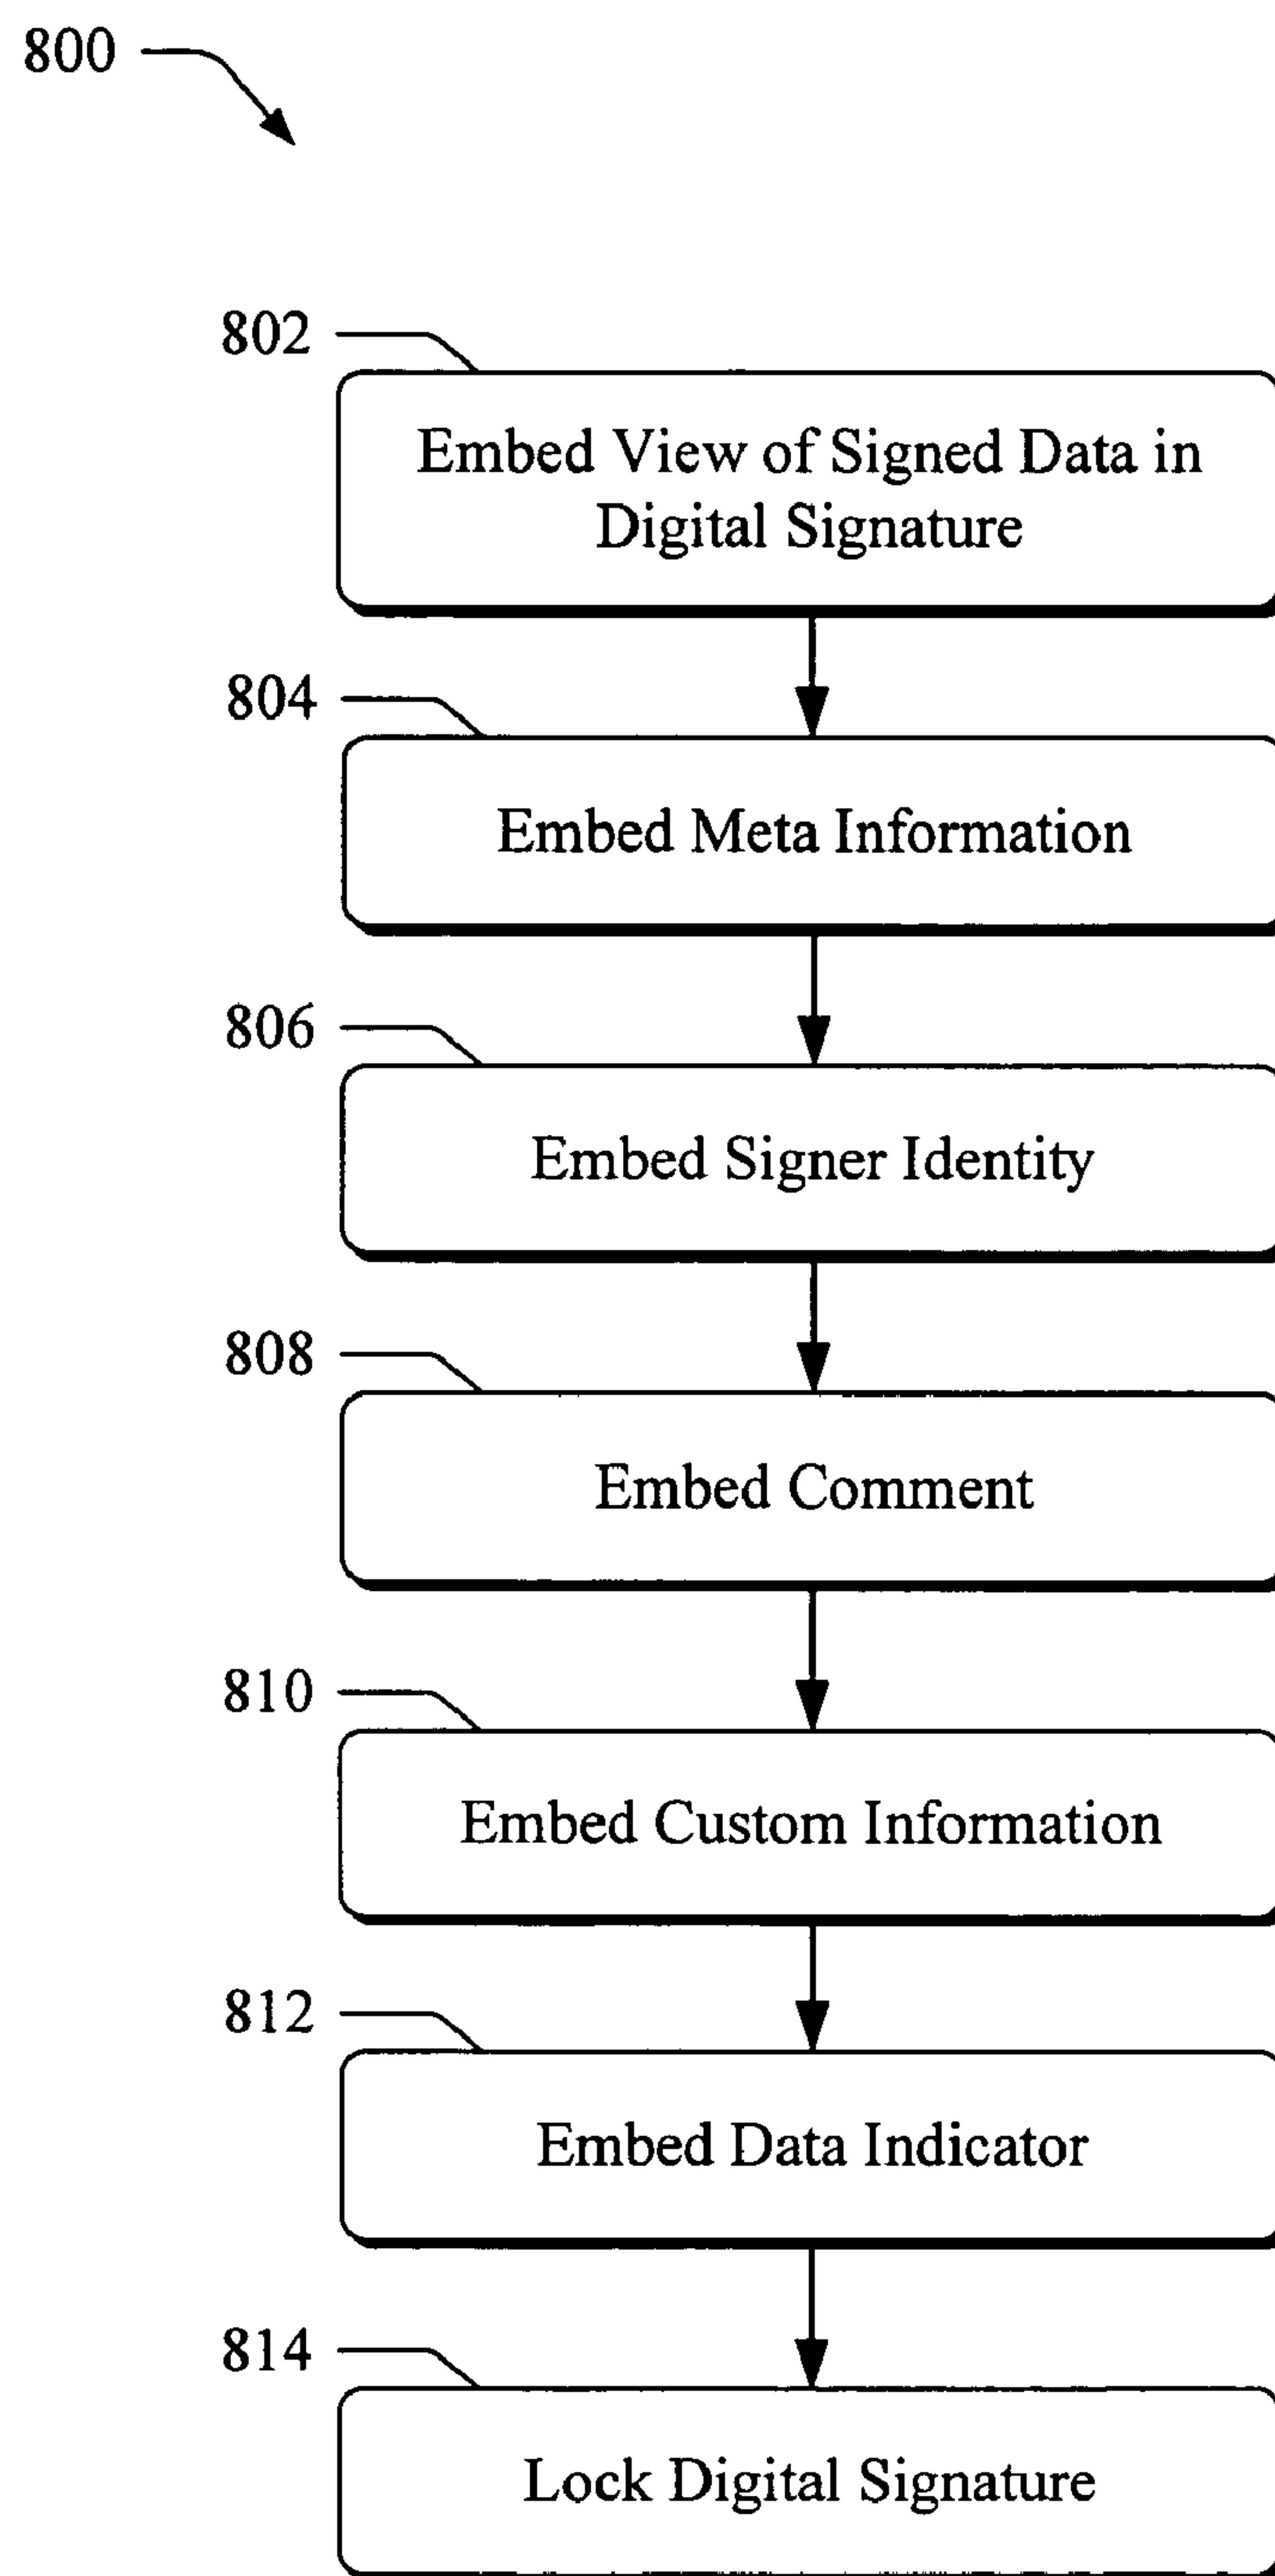 800
802
Embed View of Signed Data in
Digital Signature
804
Embed Meta Information
806
Embed Signer Identity
808
Embed Comment
810
Embed Custom Information
812
Embed Data Indicator
814
Lock Digital Signature